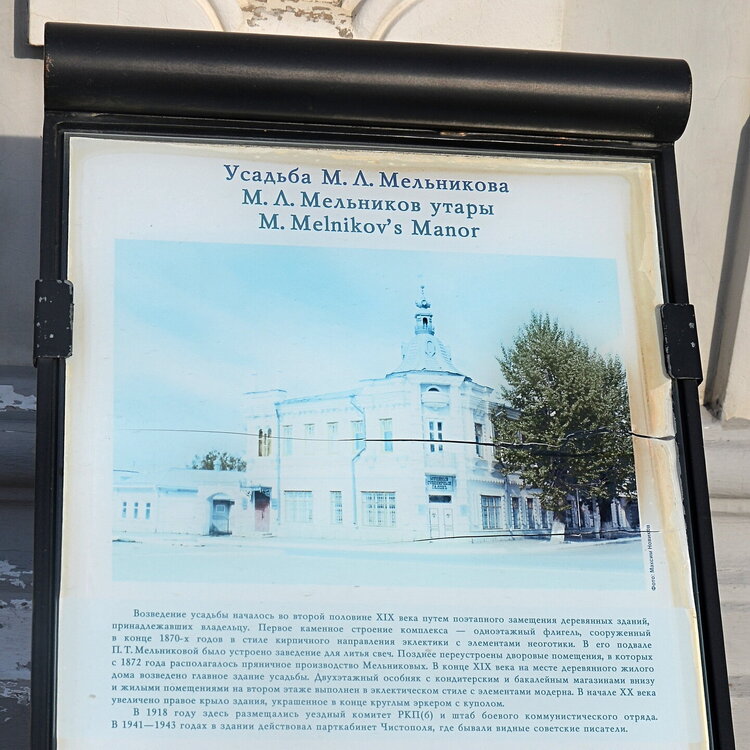 Усадьба М. Л. Мельникова
М. Л. Мельников утары
M. Melnikov's Manor
Фото: Максим Новиков
Возведение усадьбы началось во второй половине XIX века путем поэтапного замещения деревянных зданий,
принадлежавших владельцу. Первое каменное строение комплекса — одноэтажный флигель, сооруженный
в конце 1870-х годов в стиле кирпичного направления эклектики с элементами неоготики. В его подвале
П. Т. Мельниковой было устроено заведение для литья свеч. Позднее переустроены дворовые помещения, в которых
с 1872 года располагалось пряничное производство Мельниковых. В конце XIX века на месте деревянного жилого
дома возведено главное здание усадьбы. Двухэтажный особняк с кондитерским и бакалейным магазинами внизу
и жилыми помещениями на втором этаже выполнен в эклектическом стиле с элементами модерна. В начале XX века
увеличено правое крыло здания, украшенное в конце круглым эркером с куполом.
В 1918 году здесь размещались уездный комитет РКП(б) и штаб боевого коммунистического отряда.
В 1941—1943 годах в здании действовал парткабинет Чистополя, где бывали видные советские писатели.